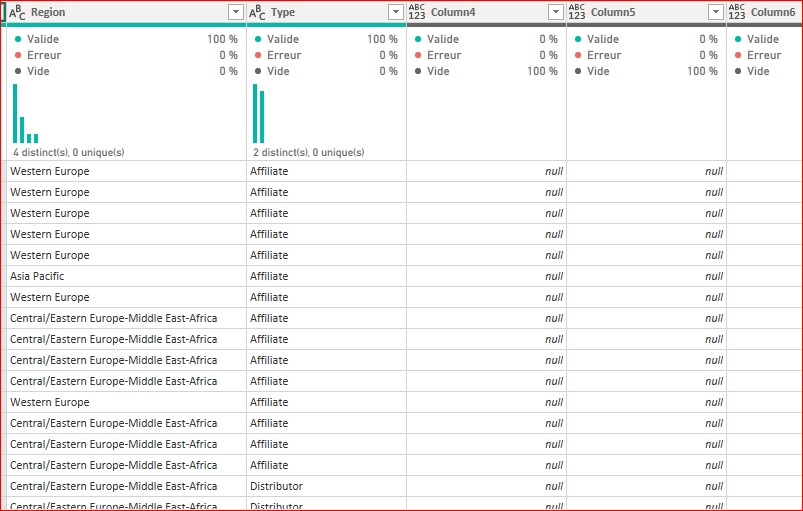 ABC Region ABC Type ABC 123 Column4 ABC 123 Column5 ABC 123 Column6
Valide 100 % Valide 100 % Valide 0 % Valide 0 % Valide
Erreur 0 % Erreur 0 % Erreur 0 % Erreur 0 % Erreur
Vide 0 % Vide 0 % Vide 100 % Vide 100 % Vide
4 distinct(s), 0 unique(s) 2 distinct(s), 0 unique(s)
Western Europe Affiliate null null
Western Europe Affiliate null null
Western Europe Affiliate null null
Western Europe Affiliate null null
Western Europe Affiliate null null
Asia Pacific Affiliate null null
Western Europe Affiliate null null
Central/Eastern Europe-Middle East-Africa Affiliate null null
Central/Eastern Europe-Middle East-Africa Affiliate null null
Central/Eastern Europe-Middle East-Africa Affiliate null null
Central/Eastern Europe-Middle East-Africa Affiliate null null
Western Europe Affiliate null null
Central/Eastern Europe-Middle East-Africa Affiliate null null
Central/Eastern Europe-Middle East-Africa Affiliate null null
Central/Eastern Europe-Middle East-Africa Affiliate null null
Central/Eastern Europe-Middle East-Africa Distributor null null
Central/Eastern Europe-Middle East-Africa Distributor null null